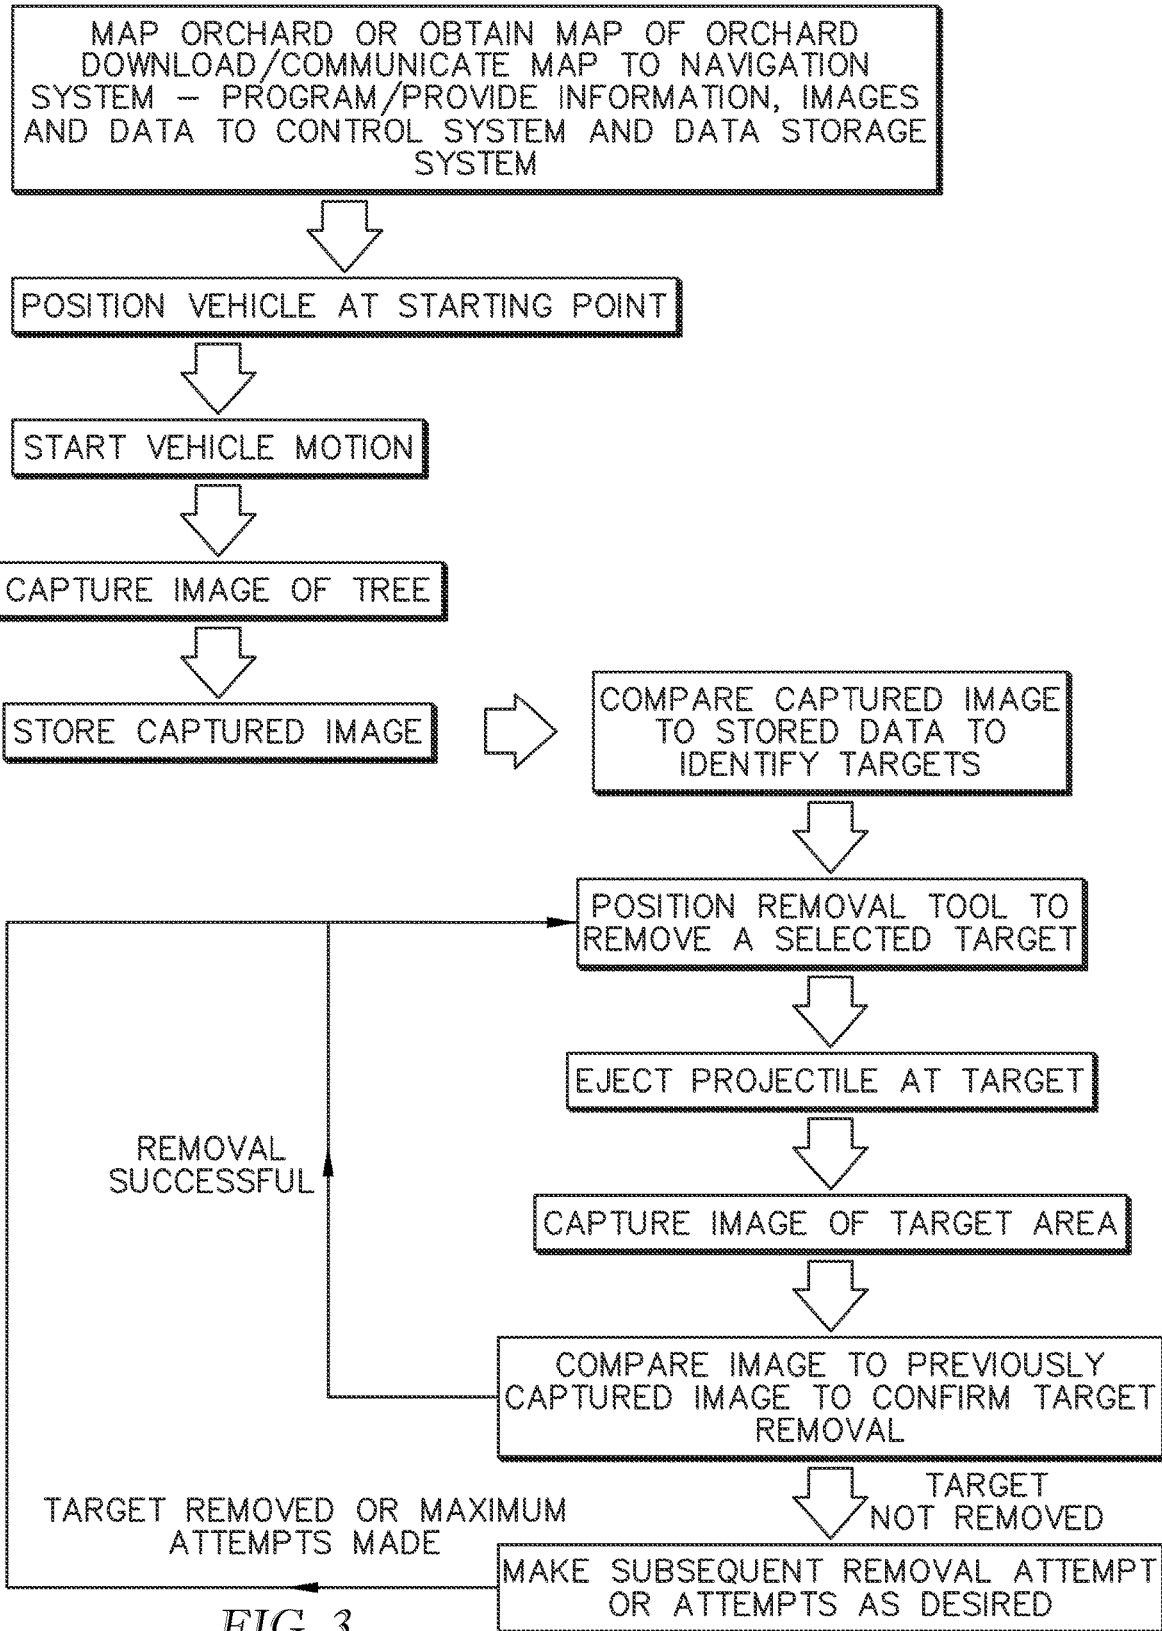 MAP ORCHARD OR OBTAIN MAP OF ORCHARD
DOWNLOAD/COMMUNICATE MAP TO NAVIGATION
SYSTEM – PROGRAM/PROVIDE INFORMATION, IMAGES
AND DATA TO CONTROL SYSTEM AND DATA STORAGE
SYSTEM
POSITION VEHICLE AT STARTING POINT
START VEHICLE MOTION
CAPTURE IMAGE OF TREE
STORE CAPTURED IMAGE
COMPARE CAPTURED IMAGE
TO STORED DATA TO
IDENTIFY TARGETS
POSITION REMOVAL TOOL TO
REMOVE A SELECTED TARGET
EJECT PROJECTILE AT TARGET
REMOVAL
SUCCESSFUL
CAPTURE IMAGE OF TARGET AREA
COMPARE IMAGE TO PREVIOUSLY
CAPTURED IMAGE TO CONFIRM TARGET
REMOVAL
TARGET
NOT REMOVED
TARGET REMOVED OR MAXIMUM
ATTEMPTS MADE
MAKE SUBSEQUENT REMOVAL ATTEMPT
OR ATTEMPTS AS DESIRED
FIG. 3